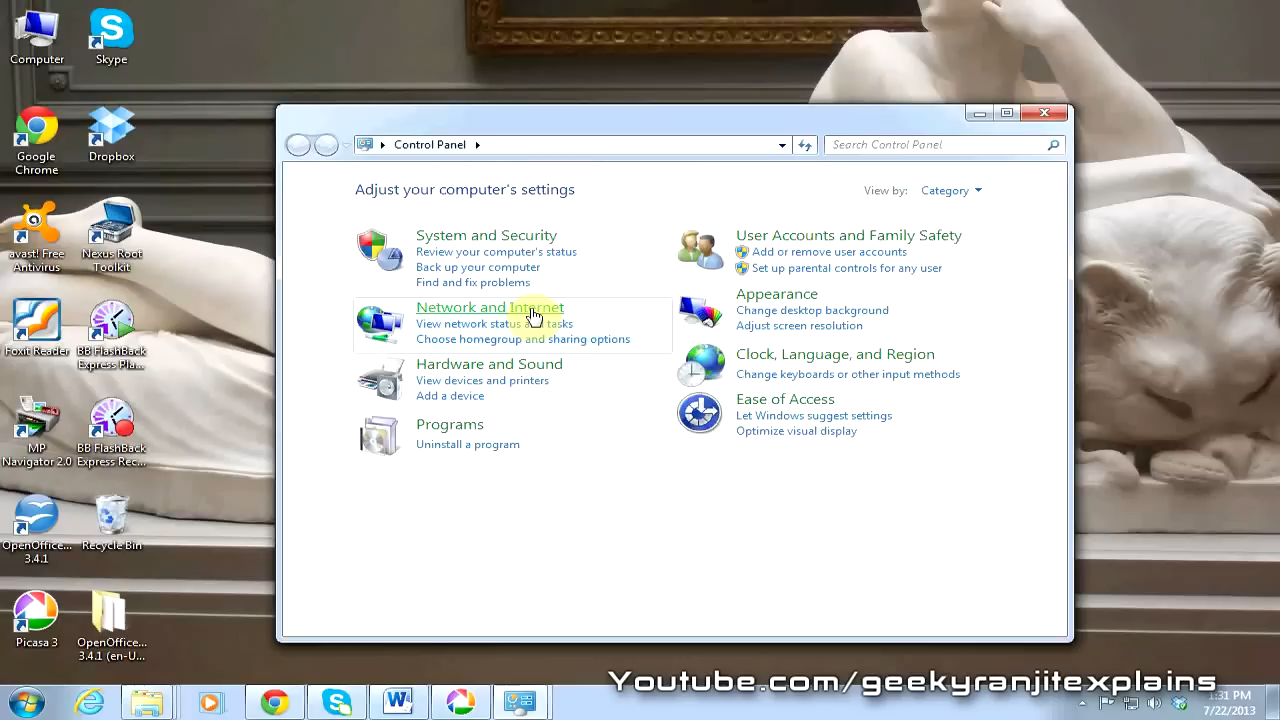 Computer
Skype
Google
Chrome
Dropbox
avast! Free
Antivirus
Nexus Root
Toolkit
Foxit Reader
BB FlashBack
Express Pla...
MP
Navigator 2.0
BB FlashBack
Express Rec...
OpenOffice...
3.4.1
Recycle Bin
Picasa 3
OpenOffice...
3.4.1 (en-U...
Control Panel
Search Control Panel
Adjust your computer's settings
View by: Category
System and Security
Review your computer's status
Back up your computer
Find and fix problems
Network and Internet
View network status and tasks
Choose homegroup and sharing options
Hardware and Sound
View devices and printers
Add a device
Programs
Uninstall a program
User Accounts and Family Safety
Add or remove user accounts
Set up parental controls for any user
Appearance
Change desktop background
Adjust screen resolution
Clock, Language, and Region
Change keyboards or other input methods
Ease of Access
Let Windows suggest settings
Optimize visual display
Youtube.com/geekyranjitexplains
1:31 PM
7/22/2013